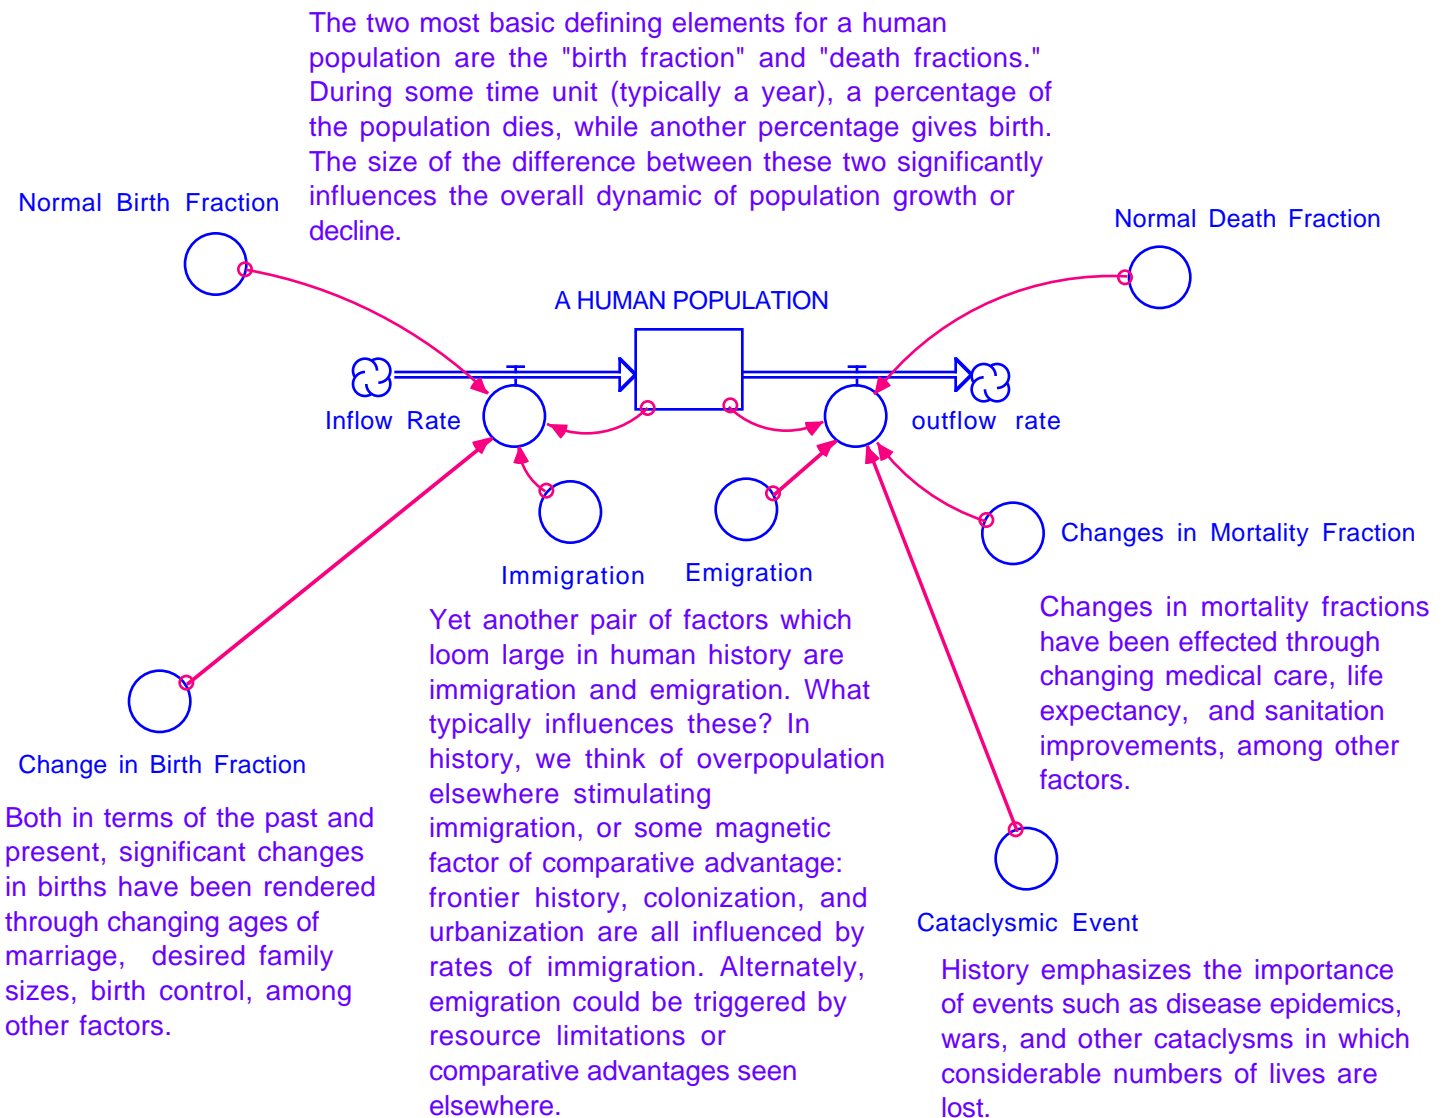 The two most basic defining elements for a human
population are the "birth fraction" and "death fractions."
During some time unit (typically a year), a percentage of
the population dies, while another percentage gives birth.
The size of the difference between these two significantly
influences the overall dynamic of population growth or
decline.
Normal Birth Fraction
Normal Death Fraction
A HUMAN POPULATION
Inflow Rate
outflow rate
Immigration
Emigration
Changes in Mortality Fraction
Changes in mortality fractions
have been effected through
changing medical care, life
expectancy, and sanitation
improvements, among other
factors.
Yet another pair of factors which
loom large in human history are
immigration and emigration. What
typically influences these? In
history, we think of overpopulation
elsewhere stimulating
immigration, or some magnetic
factor of comparative advantage:
frontier history, colonization, and
urbanization are all influenced by
rates of immigration. Alternately,
emigration could be triggered by
resource limitations or
comparative advantages seen
elsewhere.
Change in Birth Fraction
Both in terms of the past and
present, significant changes
in births have been rendered
through changing ages of
marriage, desired family
sizes, birth control, among
other factors.
Cataclysmic Event
History emphasizes the importance
of events such as disease epidemics,
wars, and other cataclysms in which
considerable numbers of lives are
lost.